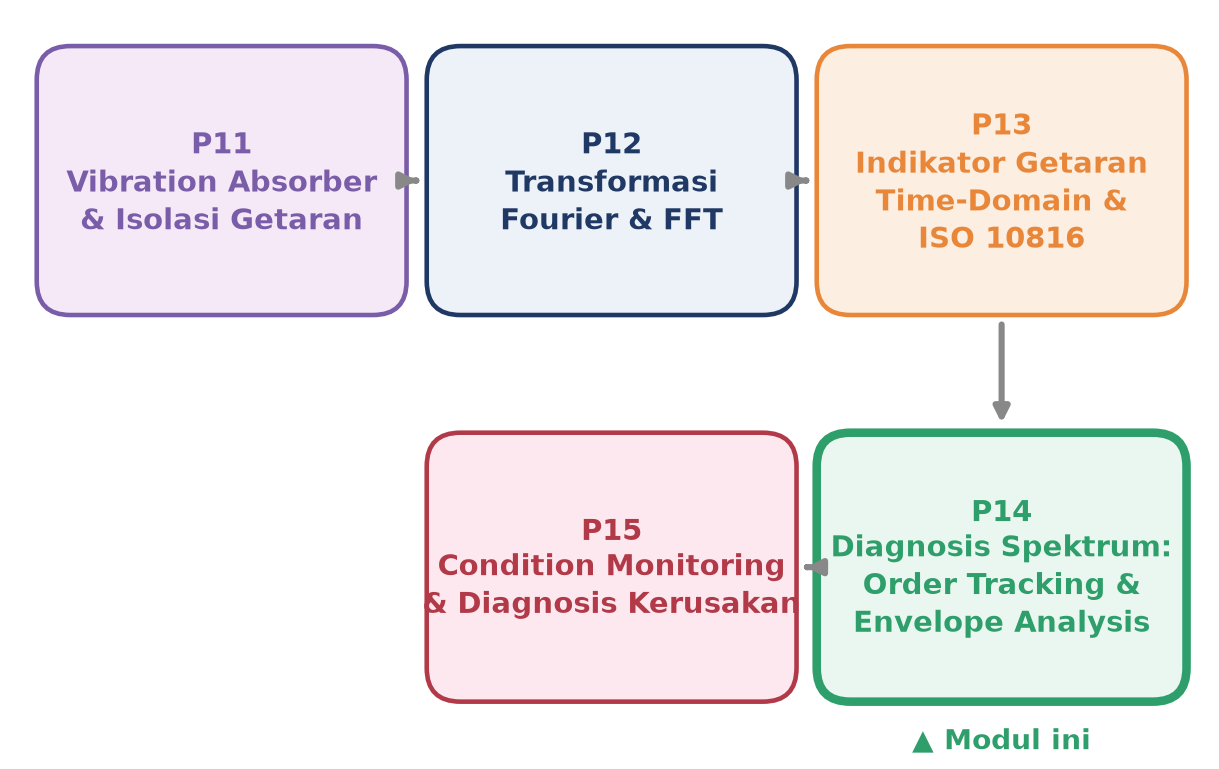 P11
Vibration Absorber
& Isolasi Getaran
P12
Transformasi
Fourier & FFT
P13
Indikator Getaran
Time-Domain &
ISO 10816
P14
Diagnosis Spektrum:
Order Tracking &
Envelope Analysis
P15
Condition Monitoring
& Diagnosis Kerusakan
▲ Modul ini